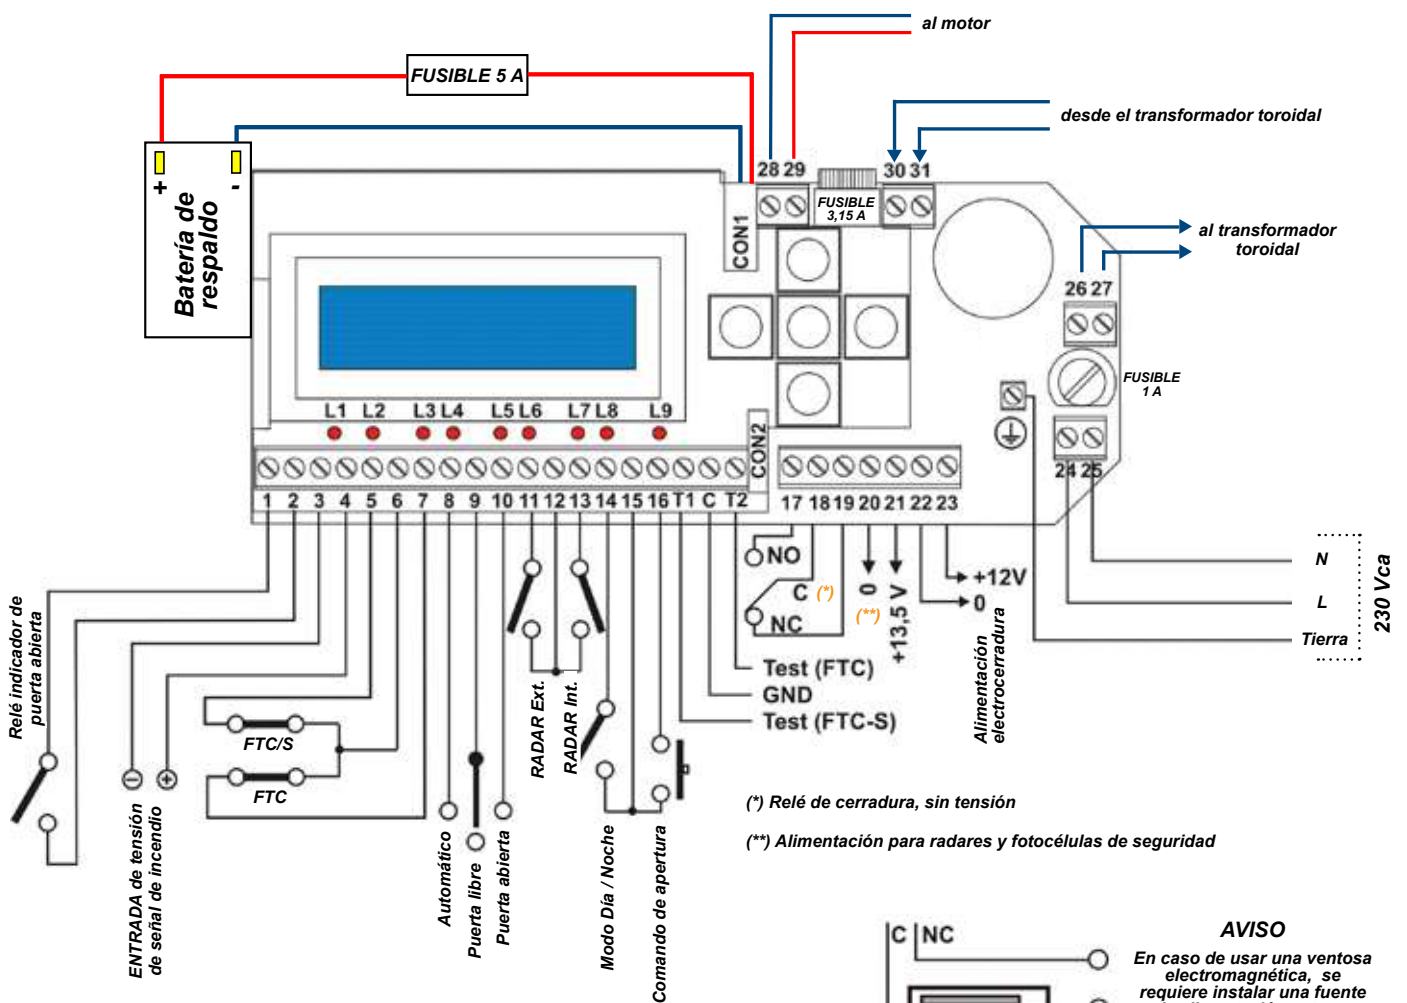 al motor
FUSIBLE 5 A
desde el transformador toroidal
28 29
30 31
+
-
Batería de
respaldo
FUSIBLE
3,15 A
CON1
al transformador
toroidal
26 27
FUSIBLE
1 A
L1 L2 L3 L4 L5 L6 L7 L8 L9
CON2
24 25
1 2 3 4 5 6 7 8 9 10 11 12 13 14 15 16 T1 C T2
17 18 19 20 21 22 23
NO
C (*)
NC
0
(**)
+13,5 V
+12V
0
Alimentación
electrocerradura
N
L
Tierra
230 Vca
Relé indicador de
puerta abierta
Test (FTC)
GND
Test (FTC-S)
RADAR Ext.
RADAR Int.
FTC/S
FTC
-
+
ENTRADA de tensión
de señal de incendio
Automático
Puerta libre
Puerta abierta
Modo Día / Noche
Comando de apertura
(*) Relé de cerradura, sin tensión
(**) Alimentación para radares y fotocélulas de seguridad
C NC
AVISO
En caso de usar una ventosa
electromagnética, se
requiere instalar una fuente